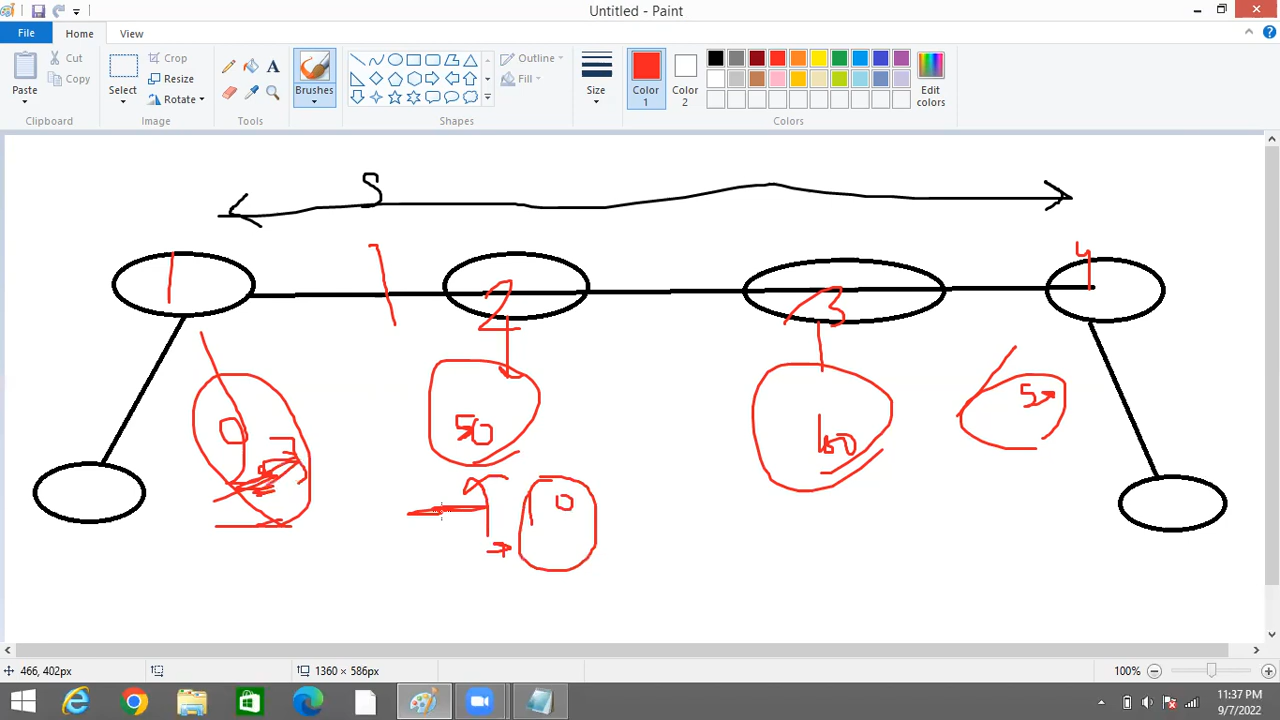 Untitled - Paint
File
Home
View
Paste
Cut
Copy
Clipboard
Select
Crop
Resize
Rotate
Image
Tools
Brushes
Outline
Fill
Shapes
Size
Color 1
Color 2
Edit colors
Colors
S
1
2
3
4
0
50
0
466, 402px
1360 × 586px
100%
11:37 PM
9/7/2022